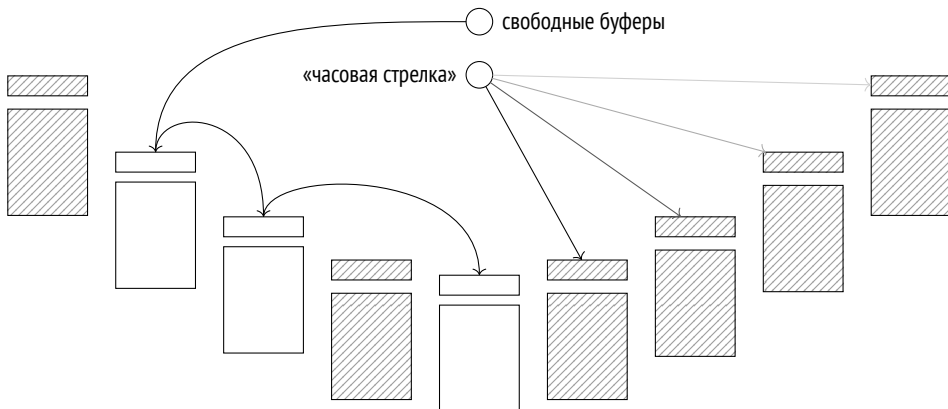 свободные буферы
«часовая стрелка»